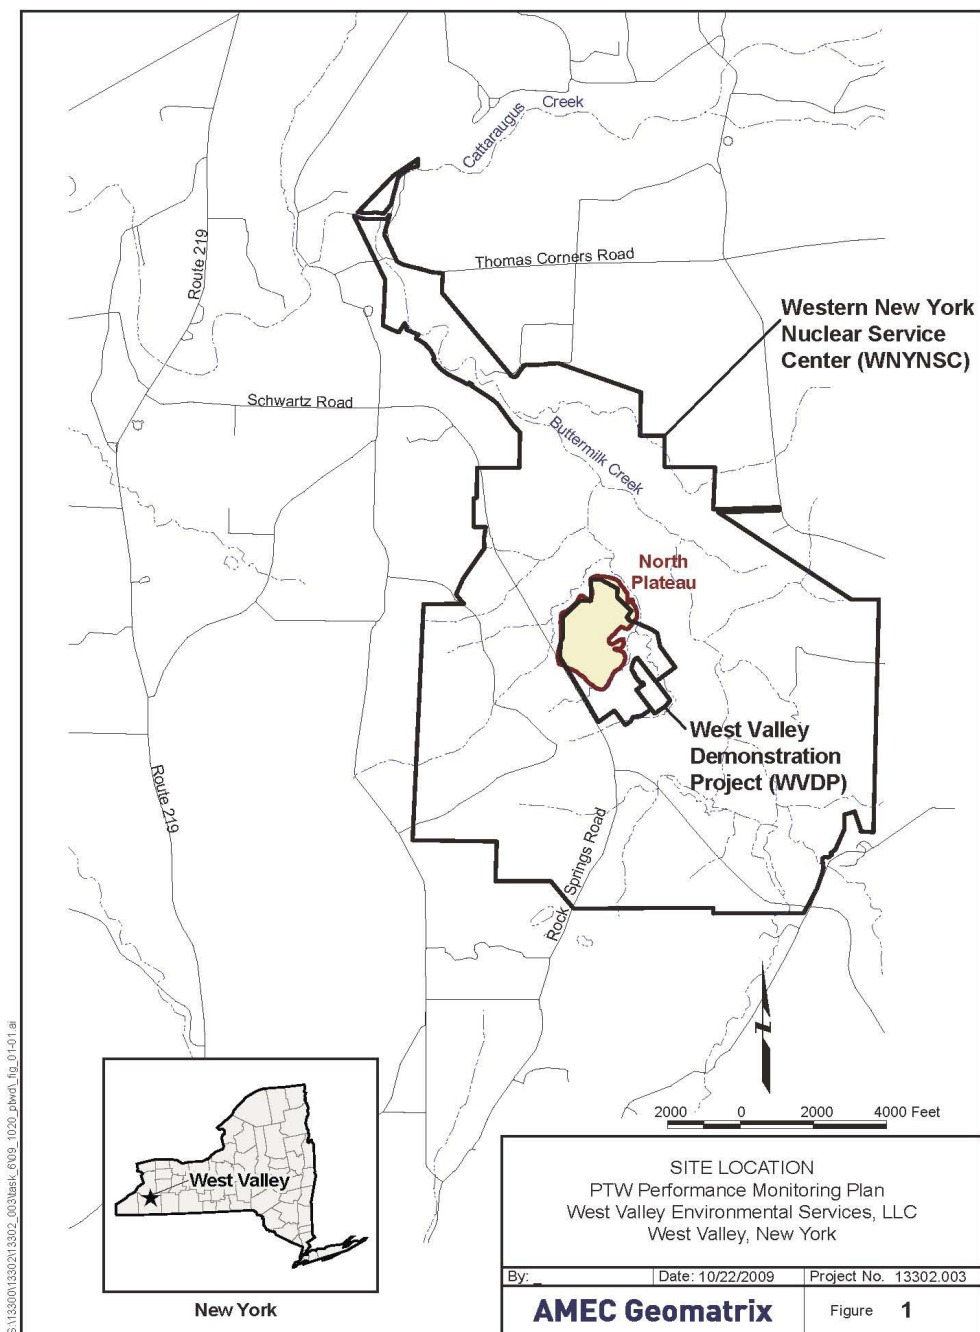 Creek
Cattaraugus
Route 219
Thomas Corners Road
Western New York
Nuclear Service
Center (WNYNSC)
Schwartz Road
Buttermilk Creek
North
Plateau
West Valley
Demonstration
Project (WVDP)
Route 219
Rock Springs Road
Z
2000 0 2000 4000 Feet
West Valley
New York
SITE LOCATION
PTW Performance Monitoring Plan
West Valley Environmental Services, LLC
West Valley, New York
By: _ Date: 10/22/2009 Project No. 13302.003
AMEC Geomatrix Figure 1